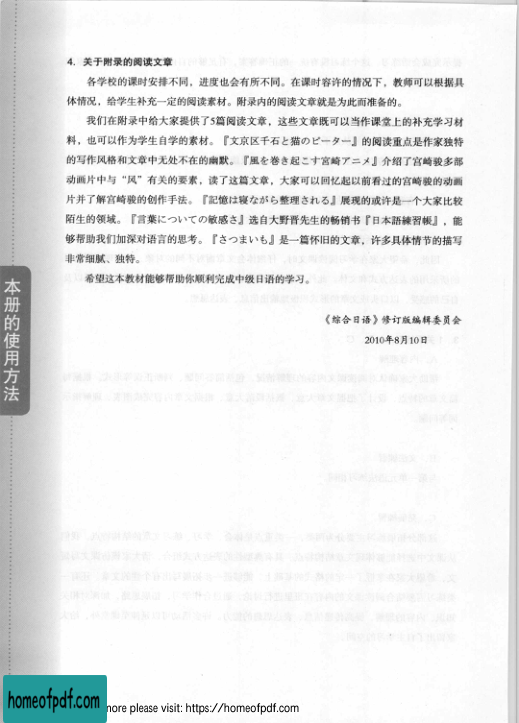 4. 关于附录的阅读文章
各学校的课时安排不同，进度也会有所不同。在课时容许的情况下，教师可以根据具
体情况，给学生补充一定的阅读素材。附录内的阅读文章就是为此而准备的。
我们在附录中给大家提供了5篇阅读文章，这些文章既可以当作课堂上的补充学习材
料，也可以作为学生自学的素材。『文京区千石と猫のピーター』的阅读重点是作家独特
的写作风格和文章中无处不在的幽默。『風を巻き起こす宮崎アニメ』介绍了宫崎骏多部
动画片中与“风”有关的要素，读了这篇文章，大家可以回忆起以前看过的宫崎骏的动画
片并了解宫崎骏的创作手法。『記憶は寝ながら整理される』展现的或许是一个大家比较
陌生的领域。『言葉についての敏感さ』选自大野晋先生的畅销书『日本語練習帳』，能
够帮助我们加深对语言的思考。『さつまいも』是一篇怀旧的文章，许多具体情节的描写
非常细腻、独特。
希望这本教材能够帮助你顺利完成中级日语的学习。
《综合日语》修订版编辑委员会
2010年8月10日
本册的使用方法
homeofpdf.com
more please visit: https://homeofpdf.com